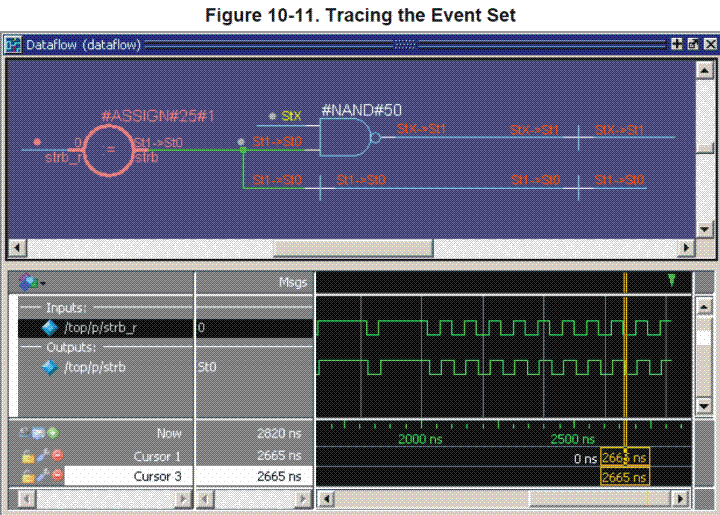 Figure 10-11. Tracing the Event Set
Dataflow (dataflow)
#ASSIGN#25#1
StX
#NAND#50
0
St1->St0
St1->St0
StX->St1
StX->St1
StX->St1
strb_r
:=
strb
St1->St0
St1->St0
St1->St0
Msgs
Inputs:
/top/p/strb_r
0
Outputs:
/top/p/strb
St0
Now
2820 ns
2000 ns
2500 ns
Cursor 1
2665 ns
0 ns
2665 ns
Cursor 3
2665 ns
2665 ns